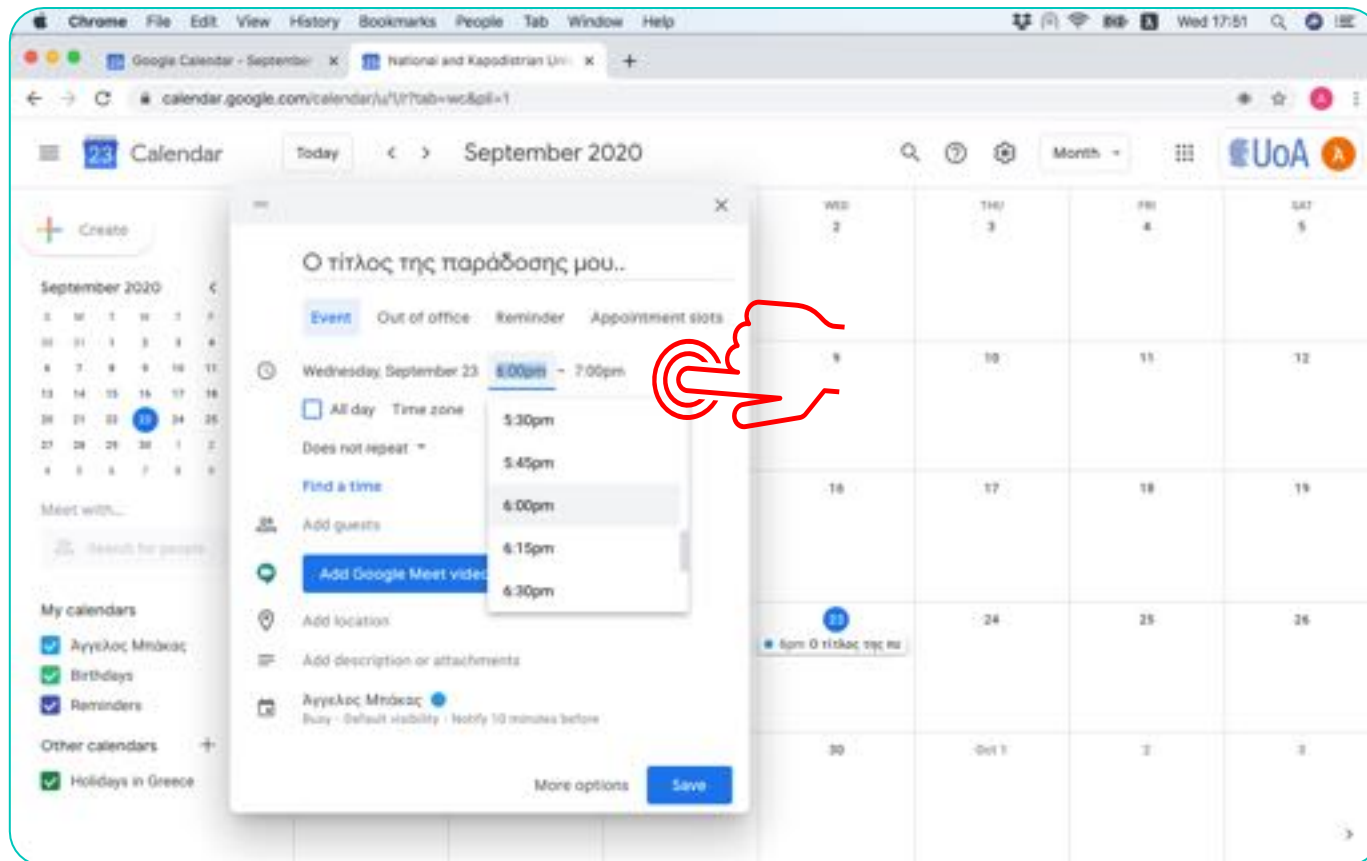 Chrome File Edit View History Bookmarks People Tab Window Help Wed 17:51
Google Calendar - September National and Kapodistrian Uni
calendar.google.com/calendar/u/1/r?tab=wc&pli=1
23 Calendar Today September 2020 Month UoA λ
Create
September 2020
Meet with...
Search for people
My calendars
Άγγελος Μπάκας
Birthdays
Reminders
Other calendars
Holidays in Greece
Ο τίτλος της παράδοσης μου..
Event Out of office Reminder Appointment slots
Wednesday, September 23 6:00pm – 7:00pm
All day Time zone
Does not repeat
Find a time
5:30pm
5:45pm
6:00pm
6:15pm
6:30pm
Add guests
Add Google Meet video
Add location
Add description or attachments
Άγγελος Μπάκας
Busy · Default visibility · Notify 10 minutes before
More options Save
WED THU FRI SAT
2 3 4 5
9 10 11 12
16 17 18 19
23 24 25 26
6pm Ο τίτλος της πα
30 Oct 1 2 3